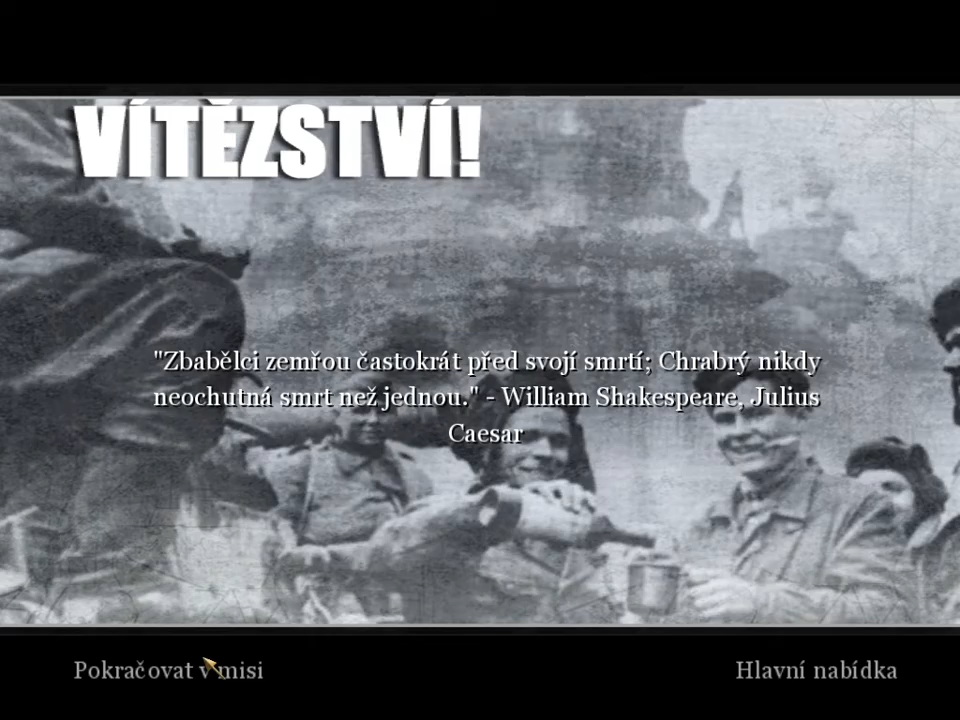 VÍTĚZSTVÍ!
"Zbabělci zemřou častokrát před svojí smrtí; Chrabrý nikdy
neochutná smrt než jednou." - William Shakespeare, Julius
Caesar
Pokračovat v misi
Hlavní nabídka